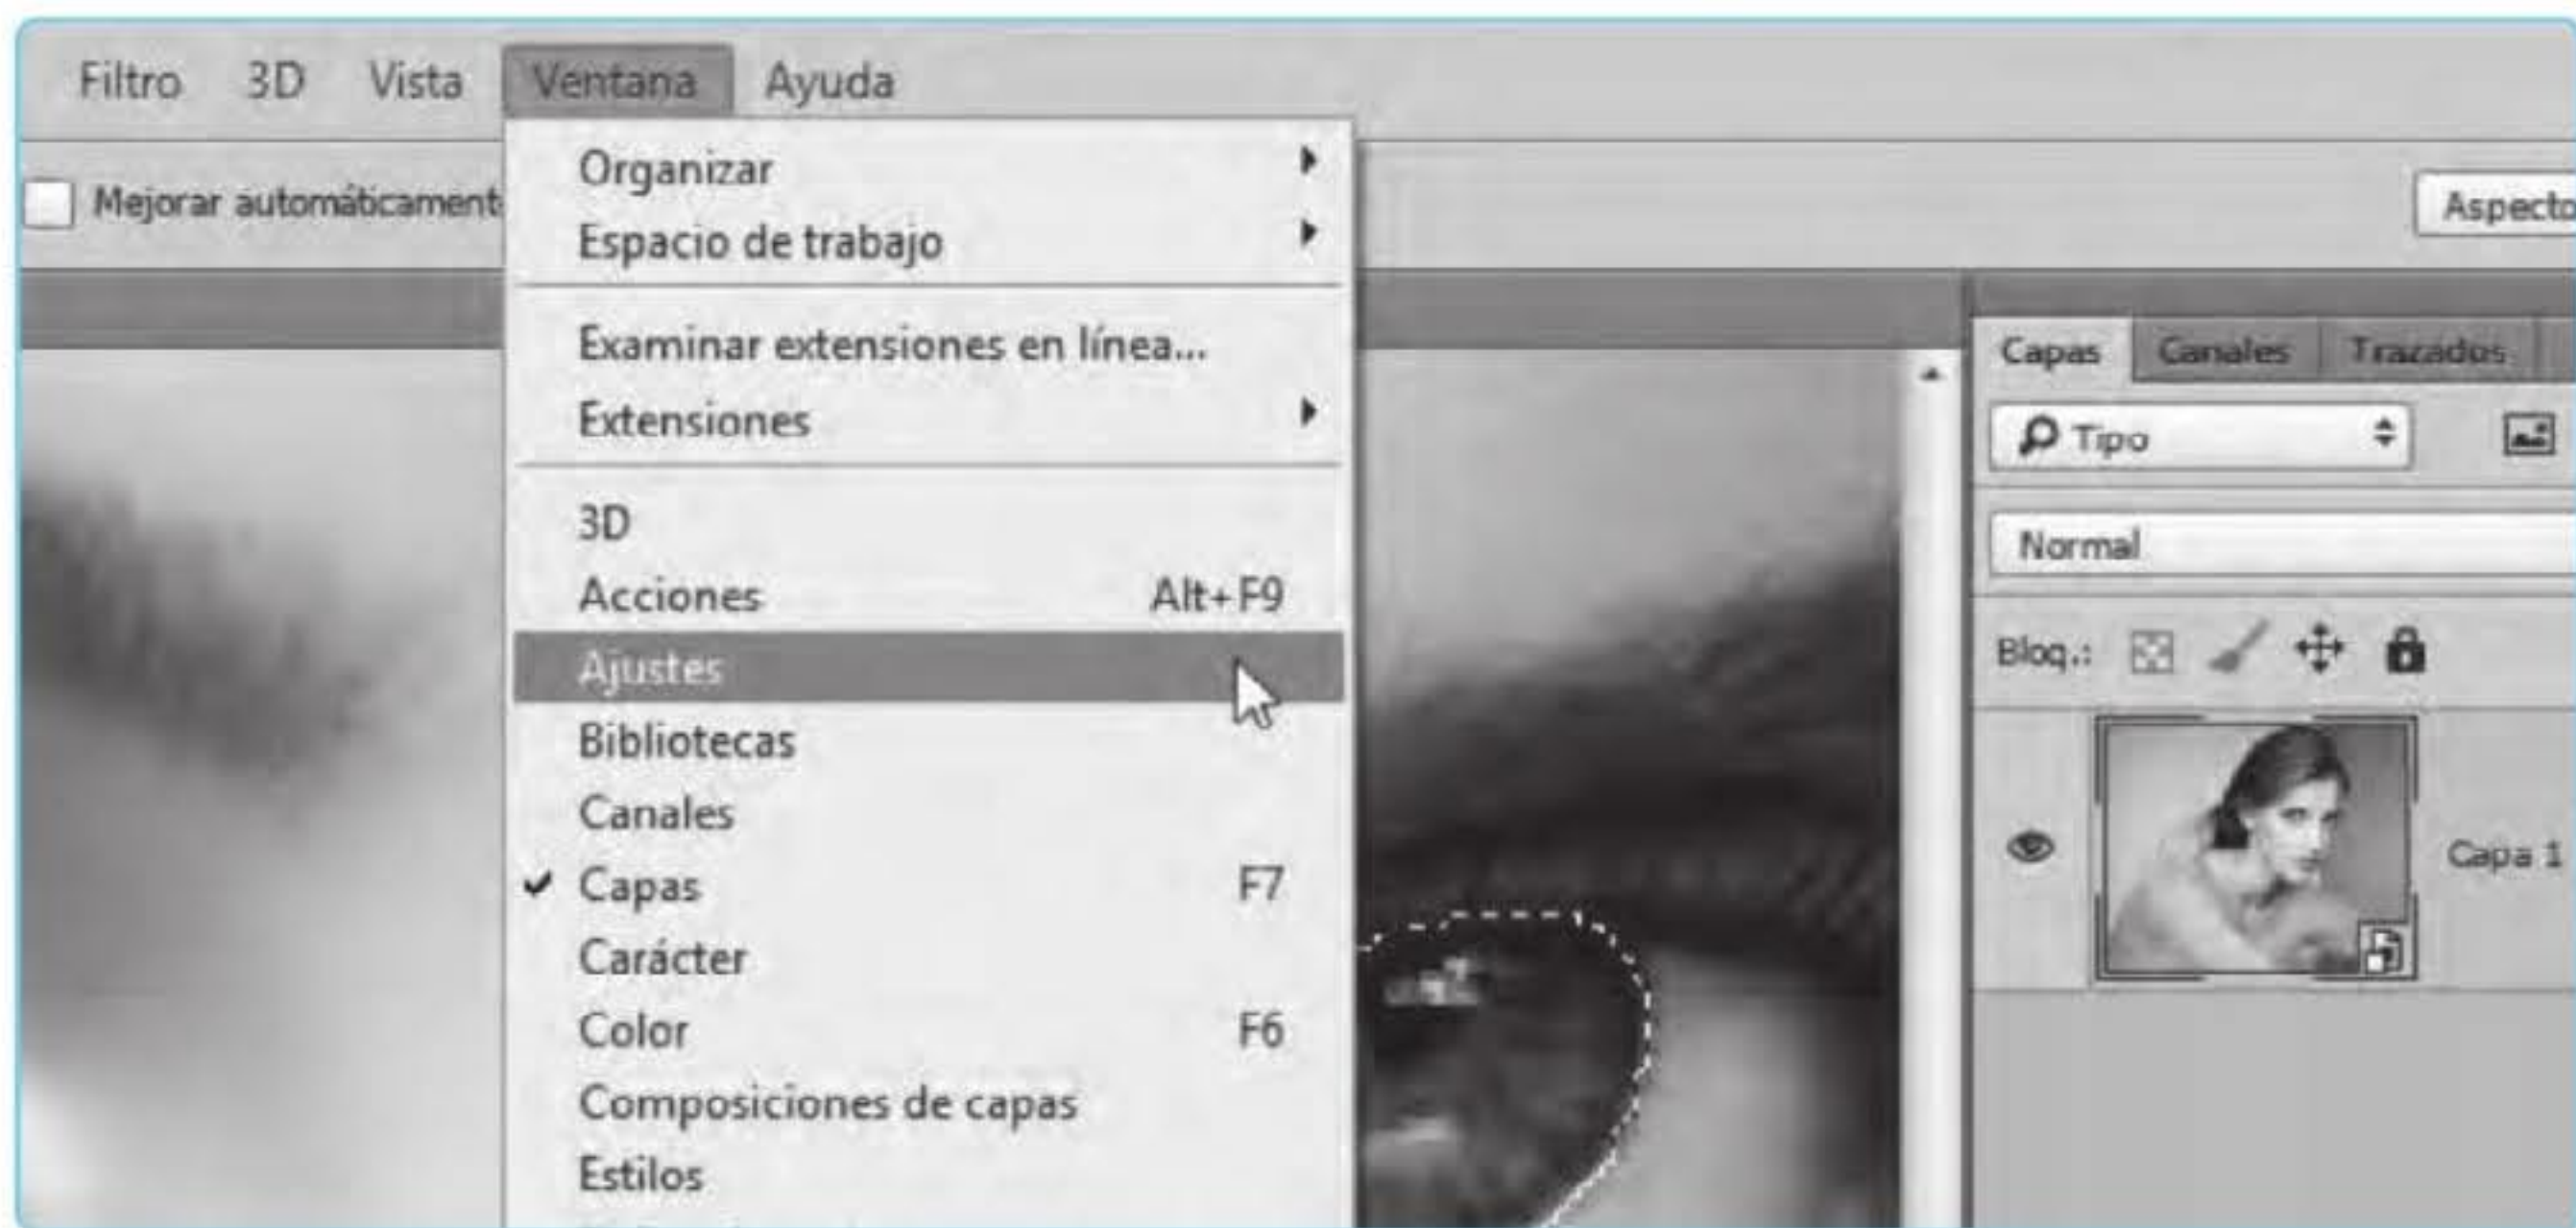 Filtro 3D Vista Ventana Ayuda
Mejorar automáticament
Aspecto
Organizar
Espacio de trabajo
Examinar extensiones en línea...
Extensiones
3D
Acciones Alt+F9
Ajustes
Bibliotecas
Canales
Capas F7
Carácter
Color F6
Composiciones de capas
Estilos
Capas Canales Trazados
Tipo
Normal
Bloq.:
Capa 1